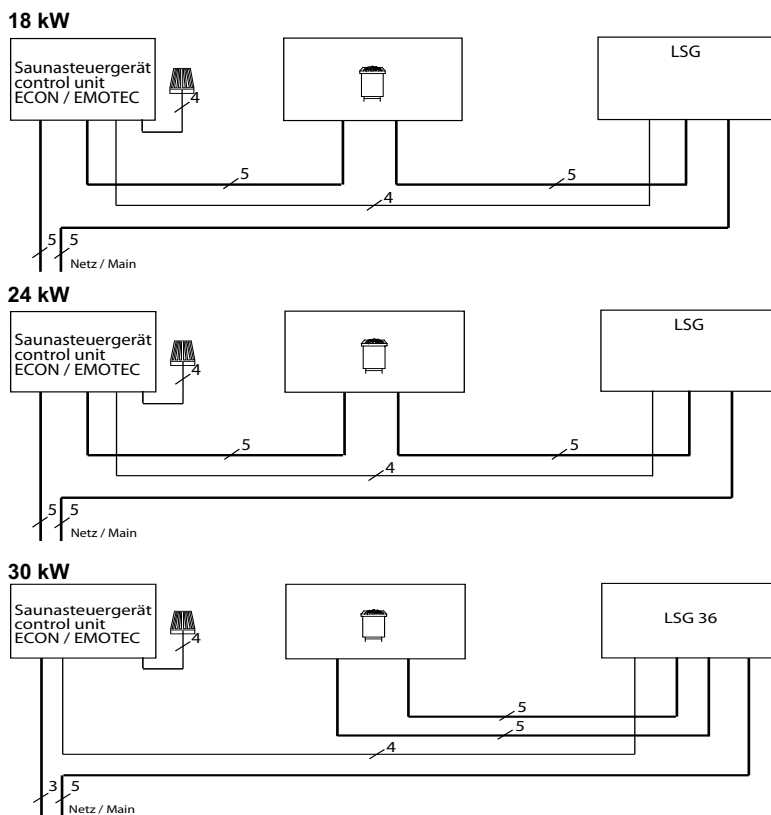 18 kW
Saunasteuergerät
control unit
ECON / EMOTEC
4
LSG
5
5
4
5
5
Netz / Main
24 kW
Saunasteuergerät
control unit
ECON / EMOTEC
4
LSG
5
5
4
5
5
Netz / Main
30 kW
Saunasteuergerät
control unit
ECON / EMOTEC
4
LSG 36
5
5
4
3
5
Netz / Main